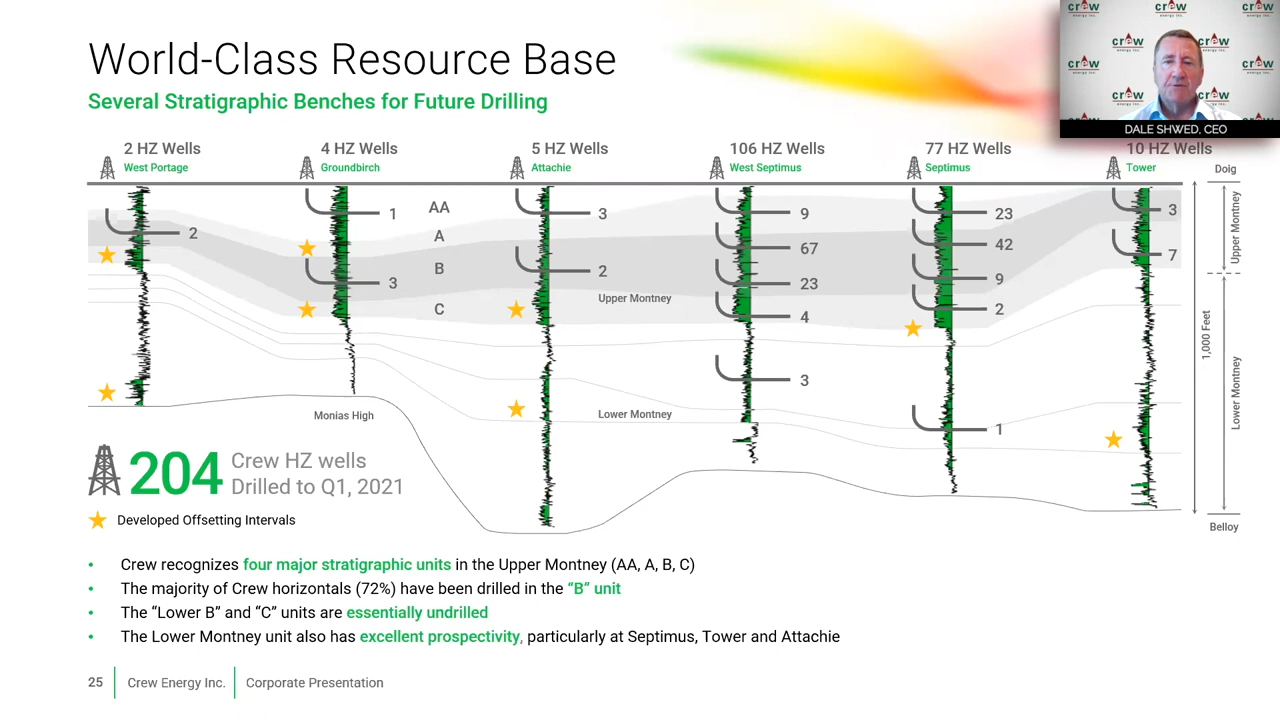 World-Class Resource Base
Several Stratigraphic Benches for Future Drilling
crew
energy inc.
DALE SHWED, CEO
2 HZ Wells
West Portage
4 HZ Wells
Groundbirch
5 HZ Wells
Attachie
106 HZ Wells
West Septimus
77 HZ Wells
Septimus
10 HZ Wells
Tower
Doig
2
1
3
AA
A
B
C
3
2
Upper Montney
Lower Montney
9
67
23
4
3
23
42
9
2
1
3
7
Upper Montney
1,000 Feet
Lower Montney
Belloy
Monias High
204
Crew HZ wells
Drilled to Q1, 2021
Developed Offsetting Intervals
• Crew recognizes four major stratigraphic units in the Upper Montney (AA, A, B, C)
• The majority of Crew horizontals (72%) have been drilled in the “B” unit
• The “Lower B” and “C” units are essentially undrilled
• The Lower Montney unit also has excellent prospectivity, particularly at Septimus, Tower and Attachie
25
Crew Energy Inc.
Corporate Presentation